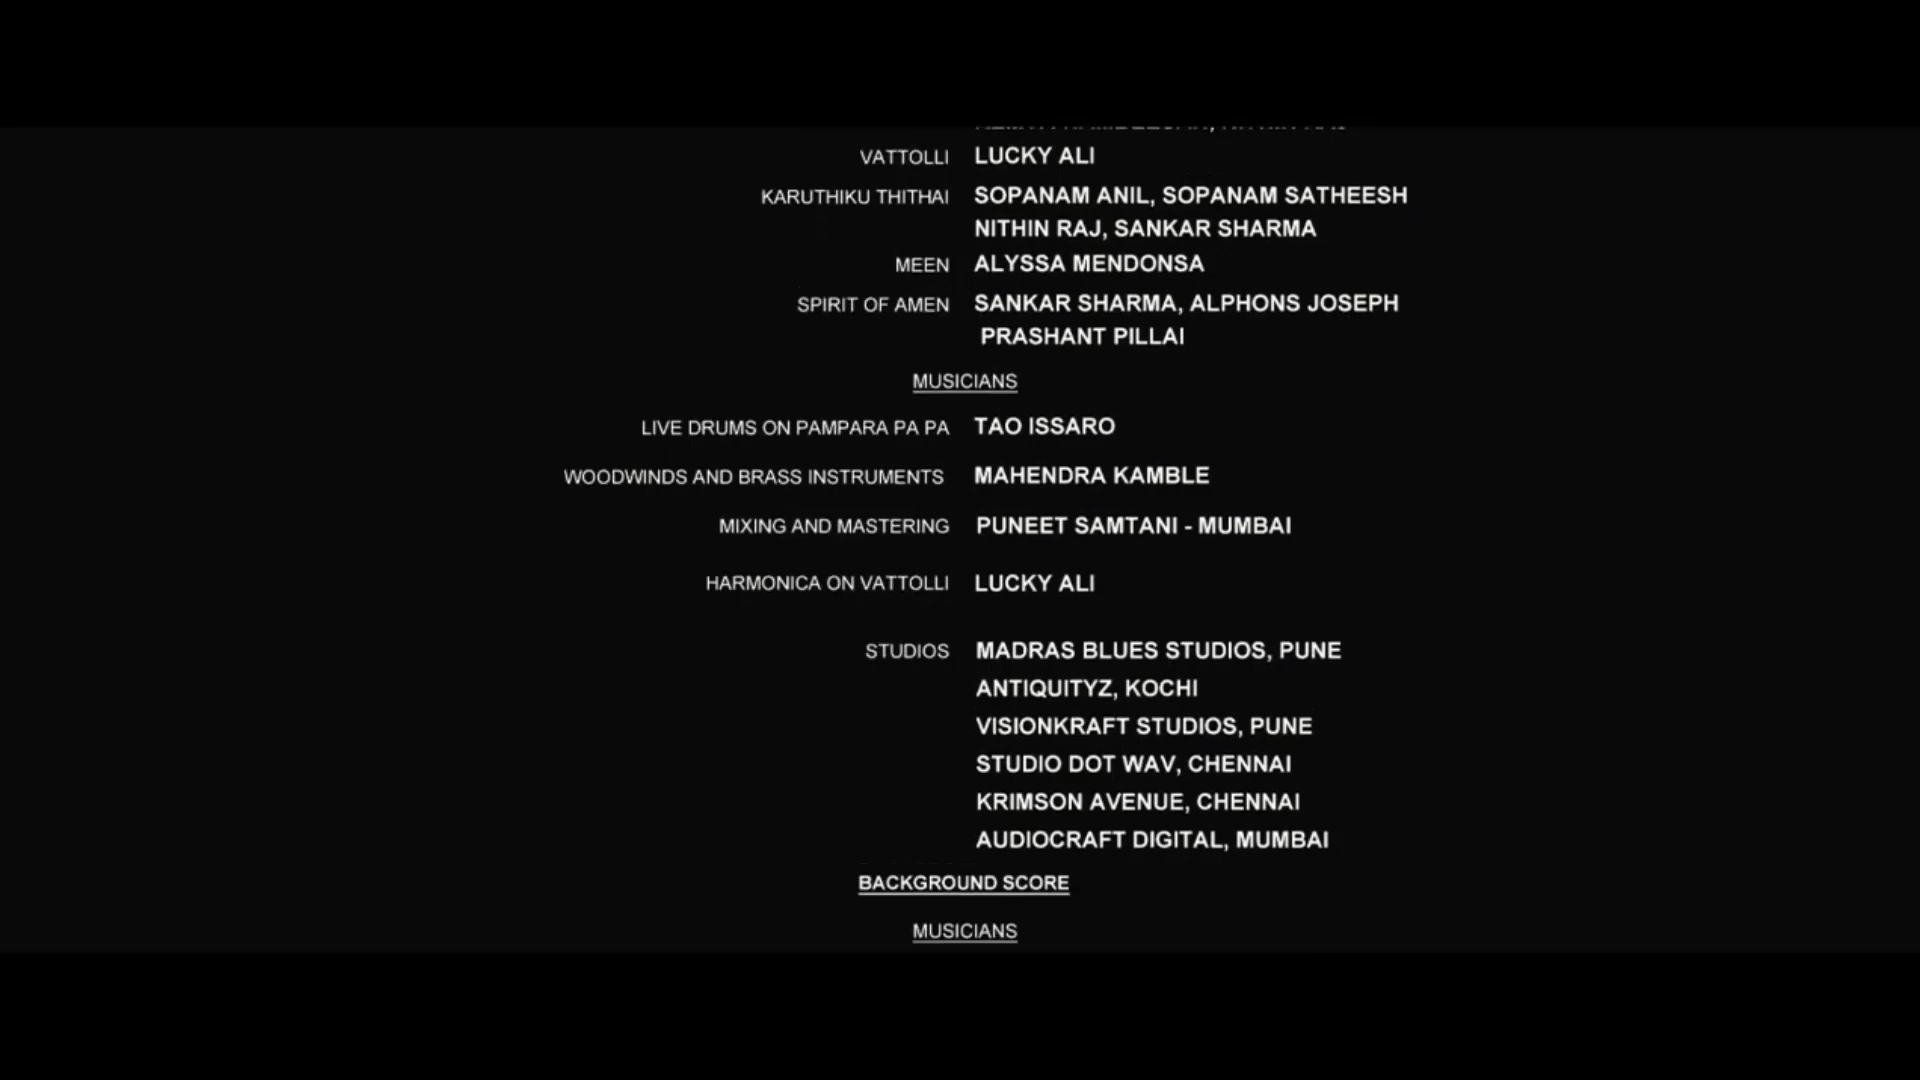 VATTOLLI LUCKY ALI
KARUTHIKU THITHAI SOPANAM ANIL, SOPANAM SATHEESH
NITHIN RAJ, SANKAR SHARMA
MEEN ALYSSA MENDONSA
SPIRIT OF AMEN SANKAR SHARMA, ALPHONS JOSEPH
PRASHANT PILLAI
MUSICIANS
LIVE DRUMS ON PAMPARA PA PA TAO ISSARO
WOODWINDS AND BRASS INSTRUMENTS MAHENDRA KAMBLE
MIXING AND MASTERING PUNEET SAMTANI - MUMBAI
HARMONICA ON VATTOLLI LUCKY ALI
STUDIOS MADRAS BLUES STUDIOS, PUNE
ANTIQUITYZ, KOCHI
VISIONKRAFT STUDIOS, PUNE
STUDIO DOT WAV, CHENNAI
KRIMSON AVENUE, CHENNAI
AUDIOCRAFT DIGITAL, MUMBAI
BACKGROUND SCORE
MUSICIANS